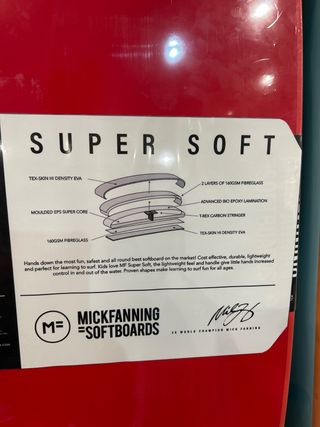 SUPER SOFT
TEX-SKIN HI DENSITY EVA
2 LAYERS OF 160GSM FIBREGLASS
ADVANCED BIO EPOXY LAMINATION
MOULDED EPS SUPER CORE
T-REX CARBON STRINGER
160GSM FIBREGLASS
TEX-SKIN HI DENSITY EVA
Hands down the most fun, safest and all round best softboard on the market! Cost effective, durable, lightweight
and perfect for learning to surf. Kids love MF Super Soft, the lightweight feel and handle give little hands increased
control in and out of the water. Proven shapes make learning to surf fun for all ages.
MF
MICKFANNING
=SOFTBOARDS
3X WORLD CHAMPION MICK FANNING